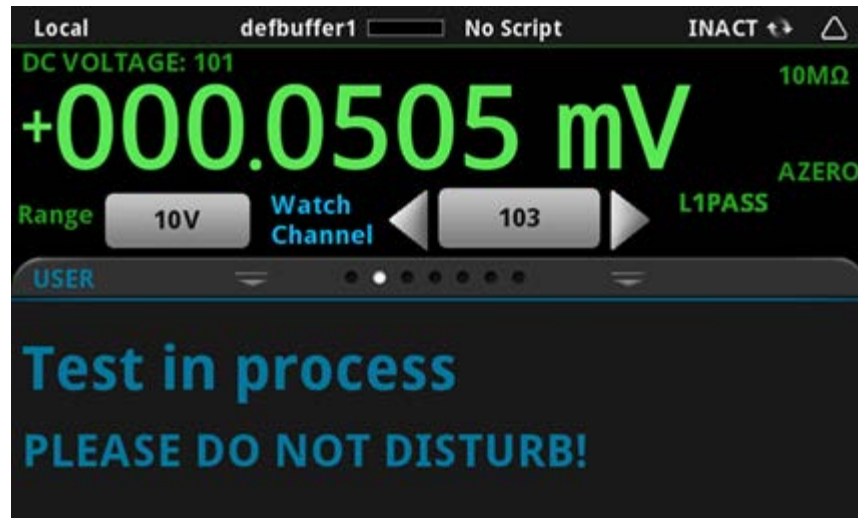 Local defbuffer1 No Script INACT
DC VOLTAGE: 101
10MΩ
+000.0505 mV
AZERO
Range 10V Watch Channel 103 L1PASS
USER
Test in process
PLEASE DO NOT DISTURB!